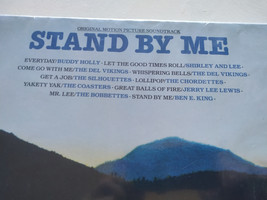 ORIGINAL MOTION PICTURE SOUNDTRACK
STAND BY ME
EVERYDAY/BUDDY HOLLY · LET THE GOOD TIMES ROLL/SHIRLEY AND LEE ·
COME GO WITH ME/THE DEL VIKINGS · WHISPERING BELLS/THE DEL VIKINGS ·
GET A JOB/THE SILHOUETTES · LOLLIPOP/THE CHORDETTES ·
YAKETY YAK/THE COASTERS · GREAT BALLS OF FIRE/JERRY LEE LEWIS ·
MR. LEE/THE BOBBETTES · STAND BY ME/BEN E. KING ·